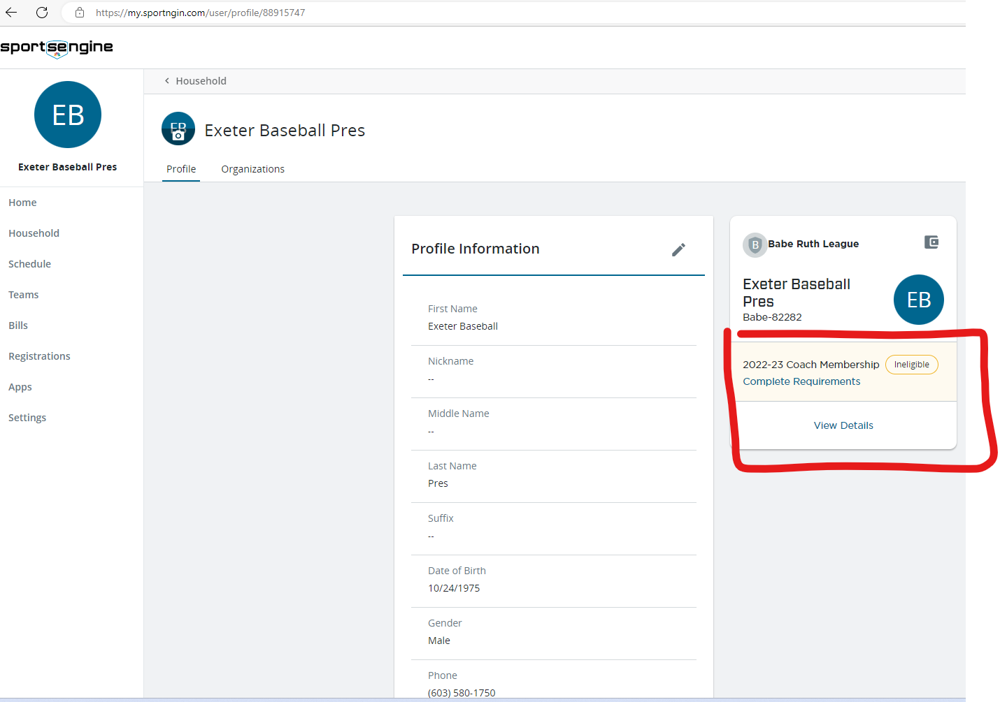 https://my.sportngin.com/user/profile/88915747
sportsengine
EB
Exeter Baseball Pres
Home
Household
Schedule
Teams
Bills
Registrations
Apps
Settings
< Household
EB
Exeter Baseball Pres
Profile
Organizations
Profile Information
First Name
Exeter Baseball
Nickname
--
Middle Name
--
Last Name
Pres
Suffix
--
Date of Birth
10/24/1975
Gender
Male
Phone
(603) 580-1750
B
Babe Ruth League
Exeter Baseball
Pres
Babe-82282
EB
2022-23 Coach Membership Ineligible
Complete Requirements
View Details